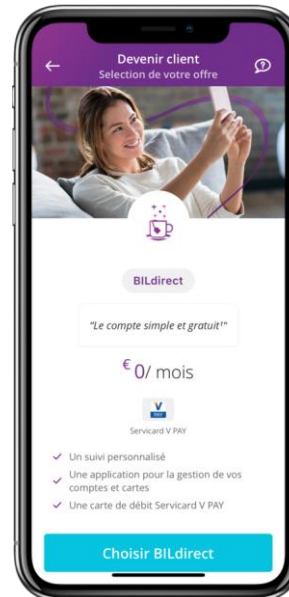 Devenir client
Selection de votre offre
?
BILdirect
"Le compte simple et gratuit¹"
€0/ mois
V
PAY
Servicard V PAY
Un suivi personnalisé
Une application pour la gestion de vos
comptes et cartes
Une carte de débit Servicard V PAY
Choisir BILdirect